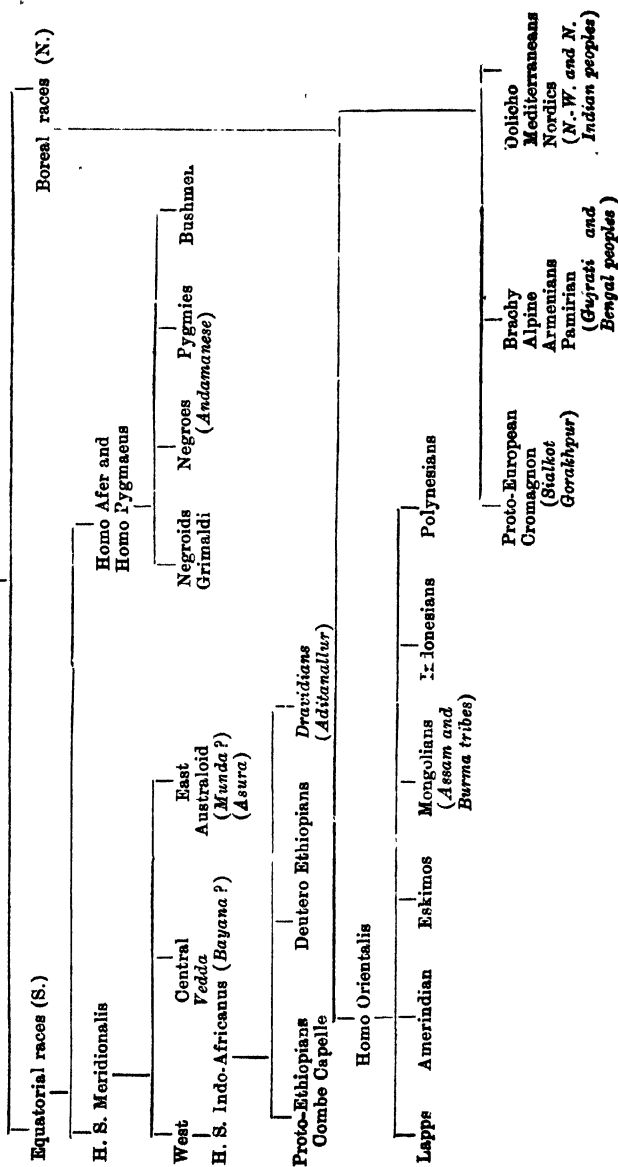 Equatorial races (S.)
Boreal races (N.)
H. S. Meridionalis
Homo Afer and
Homo Pygmaeus
West
Central
Vedda
East
Australoid
(Munda ?)
(Asura)
Negroids
Grimaldi
Negroes
Pygmies
(Andamanese)
Bushmen
H. S. Indo-Africanus (Bayana ?)
Proto-Ethiopians
Combe Capelle
Deutero Ethiopians
Dravidians
(Aditanallur)
Homo Orientalis
Lapps
Amerindian
Eskimos
Mongolians
(Assam and
Burma tribes)
Polynesians
Proto-European
Cromagnon
(Sialkot
Gorakhpur)
Brachy
Alpine
Armenians
Pamirian
(Gujrati and
Bengal peoples)
Dolicho
Mediterraneans
Nordics
(N.-W. and N.
Indian peoples)